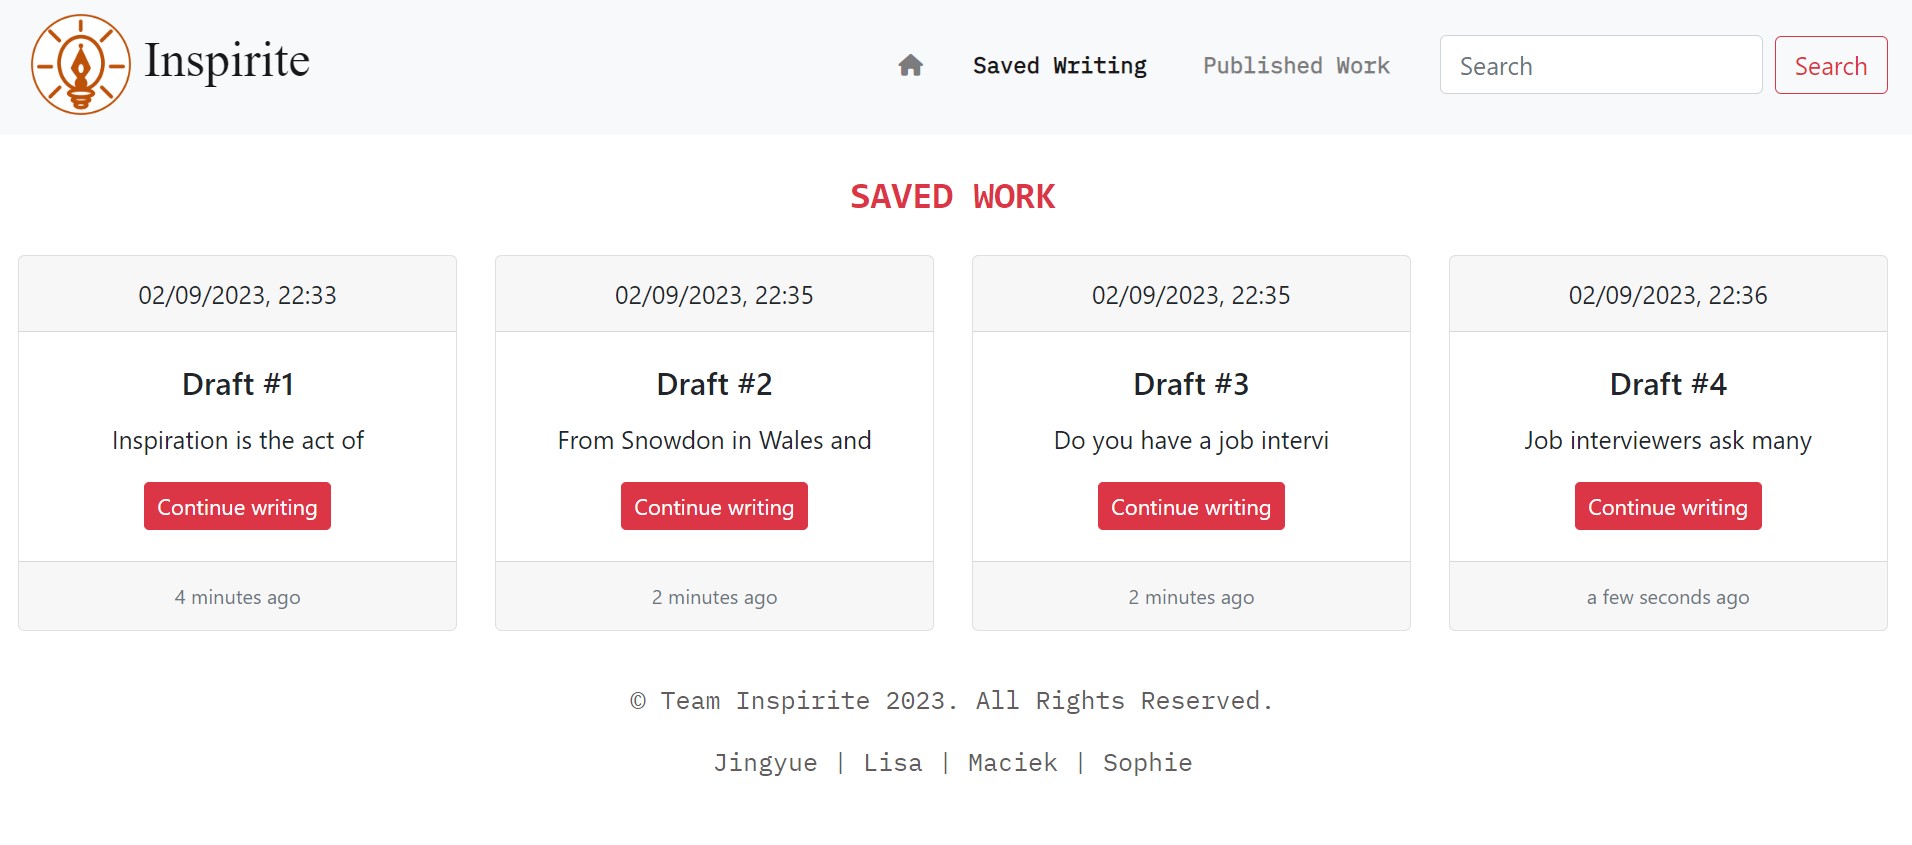 Inspirite
Saved Writing
Published Work
Search
Search
SAVED WORK
02/09/2023, 22:33
Draft #1
Inspiration is the act of
Continue writing
4 minutes ago
02/09/2023, 22:35
Draft #2
From Snowdon in Wales and
Continue writing
2 minutes ago
02/09/2023, 22:35
Draft #3
Do you have a job intervi
Continue writing
2 minutes ago
02/09/2023, 22:36
Draft #4
Job interviewers ask many
Continue writing
a few seconds ago
© Team Inspirite 2023. All Rights Reserved.
Jingyue | Lisa | Maciek | Sophie